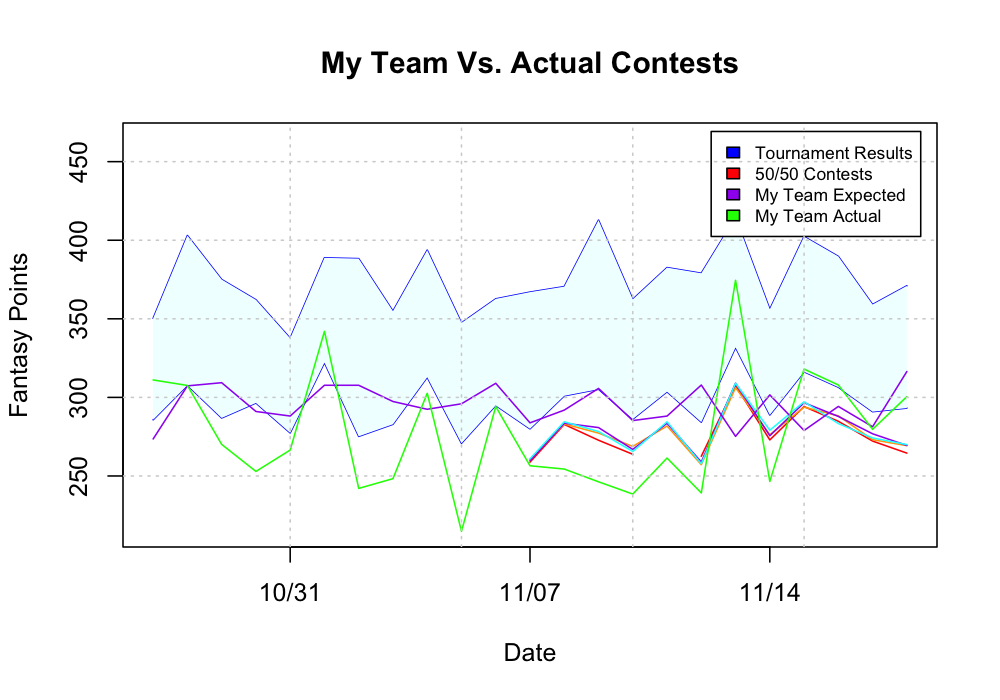 My Team Vs. Actual Contests
Tournament Results
50/50 Contests
My Team Expected
My Team Actual
450
400
350
300
250
Fantasy Points
10/31
11/07
11/14
Date